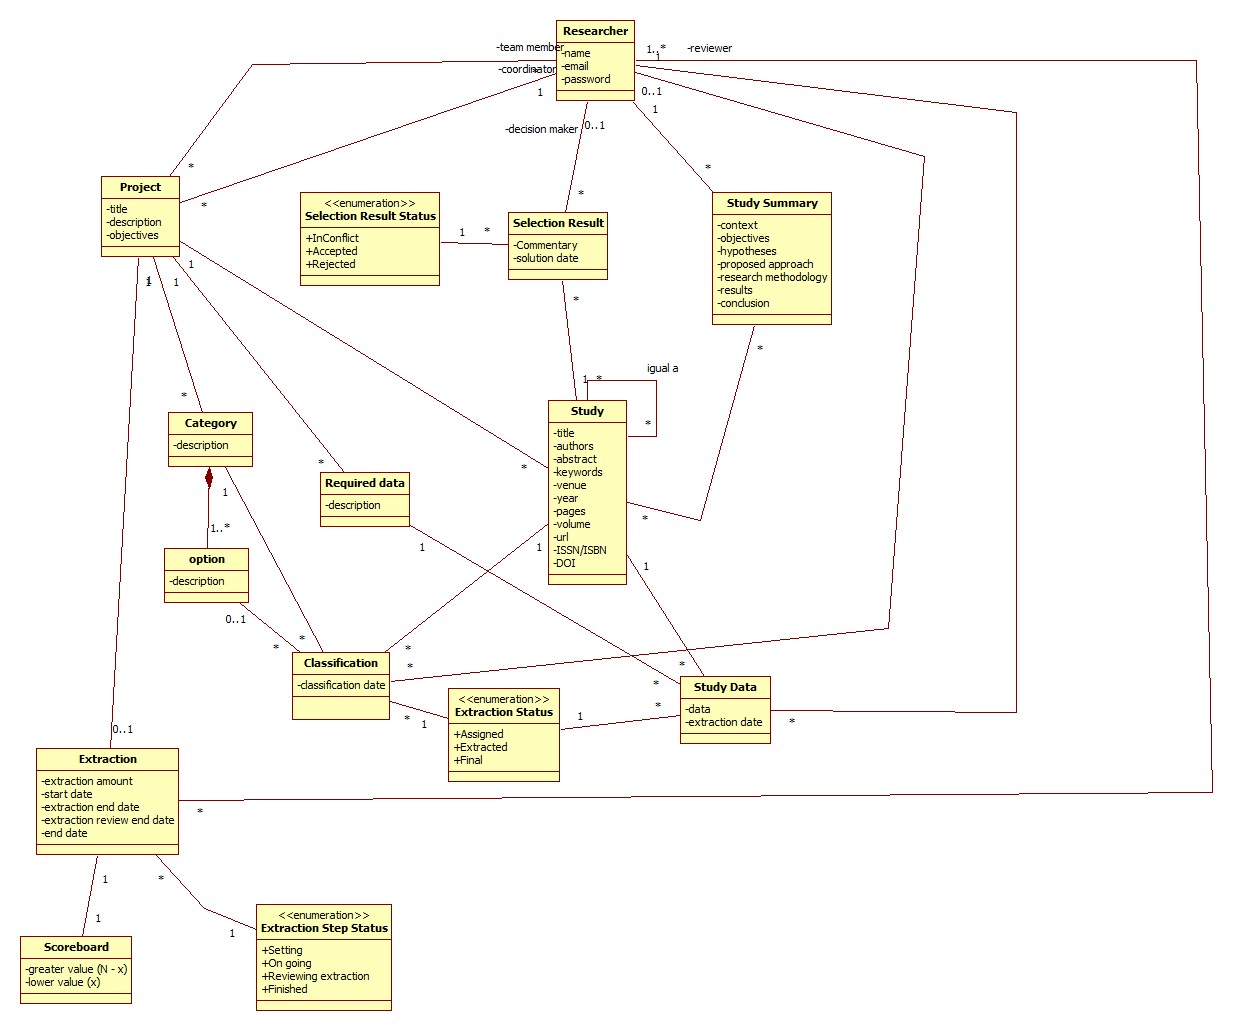 Researcher
-name
-email
-password
-team member
-coordinator
*
1
1..*
1
-reviewer
0..1
1
-decision maker
0..1
*
*
*
*
Project
-title
-description
-objectives
<<enumeration>>
Selection Result Status
+InConflict
+Accepted
+Rejected
1
*
Selection Result
-Commentary
-solution date
Study Summary
-context
-objectives
-hypotheses
-proposed approach
-research methodology
-results
-conclusion
1
1
1
1
*
*
igual a
1
*
*
*
Category
-description
Study
-title
-authors
-abstract
-keywords
-venue
-year
-pages
-volume
-url
-ISSN/ISBN
-DOI
*
*
Required data
-description
1
1..*
*
option
-description
1
1
1
0..1
*
*
*
*
Classification
-classification date
*
*
*
1
<<enumeration>>
Extraction Status
+Assigned
+Extracted
+Final
1
*
Study Data
-data
-extraction date
*
0..1
Extraction
-extraction amount
-start date
-extraction end date
-extraction review end date
-end date
*
1
*
1
1
Scoreboard
-greater value (N - x)
-lower value (x)
<<enumeration>>
Extraction Step Status
+Setting
+On going
+Reviewing extraction
+Finished